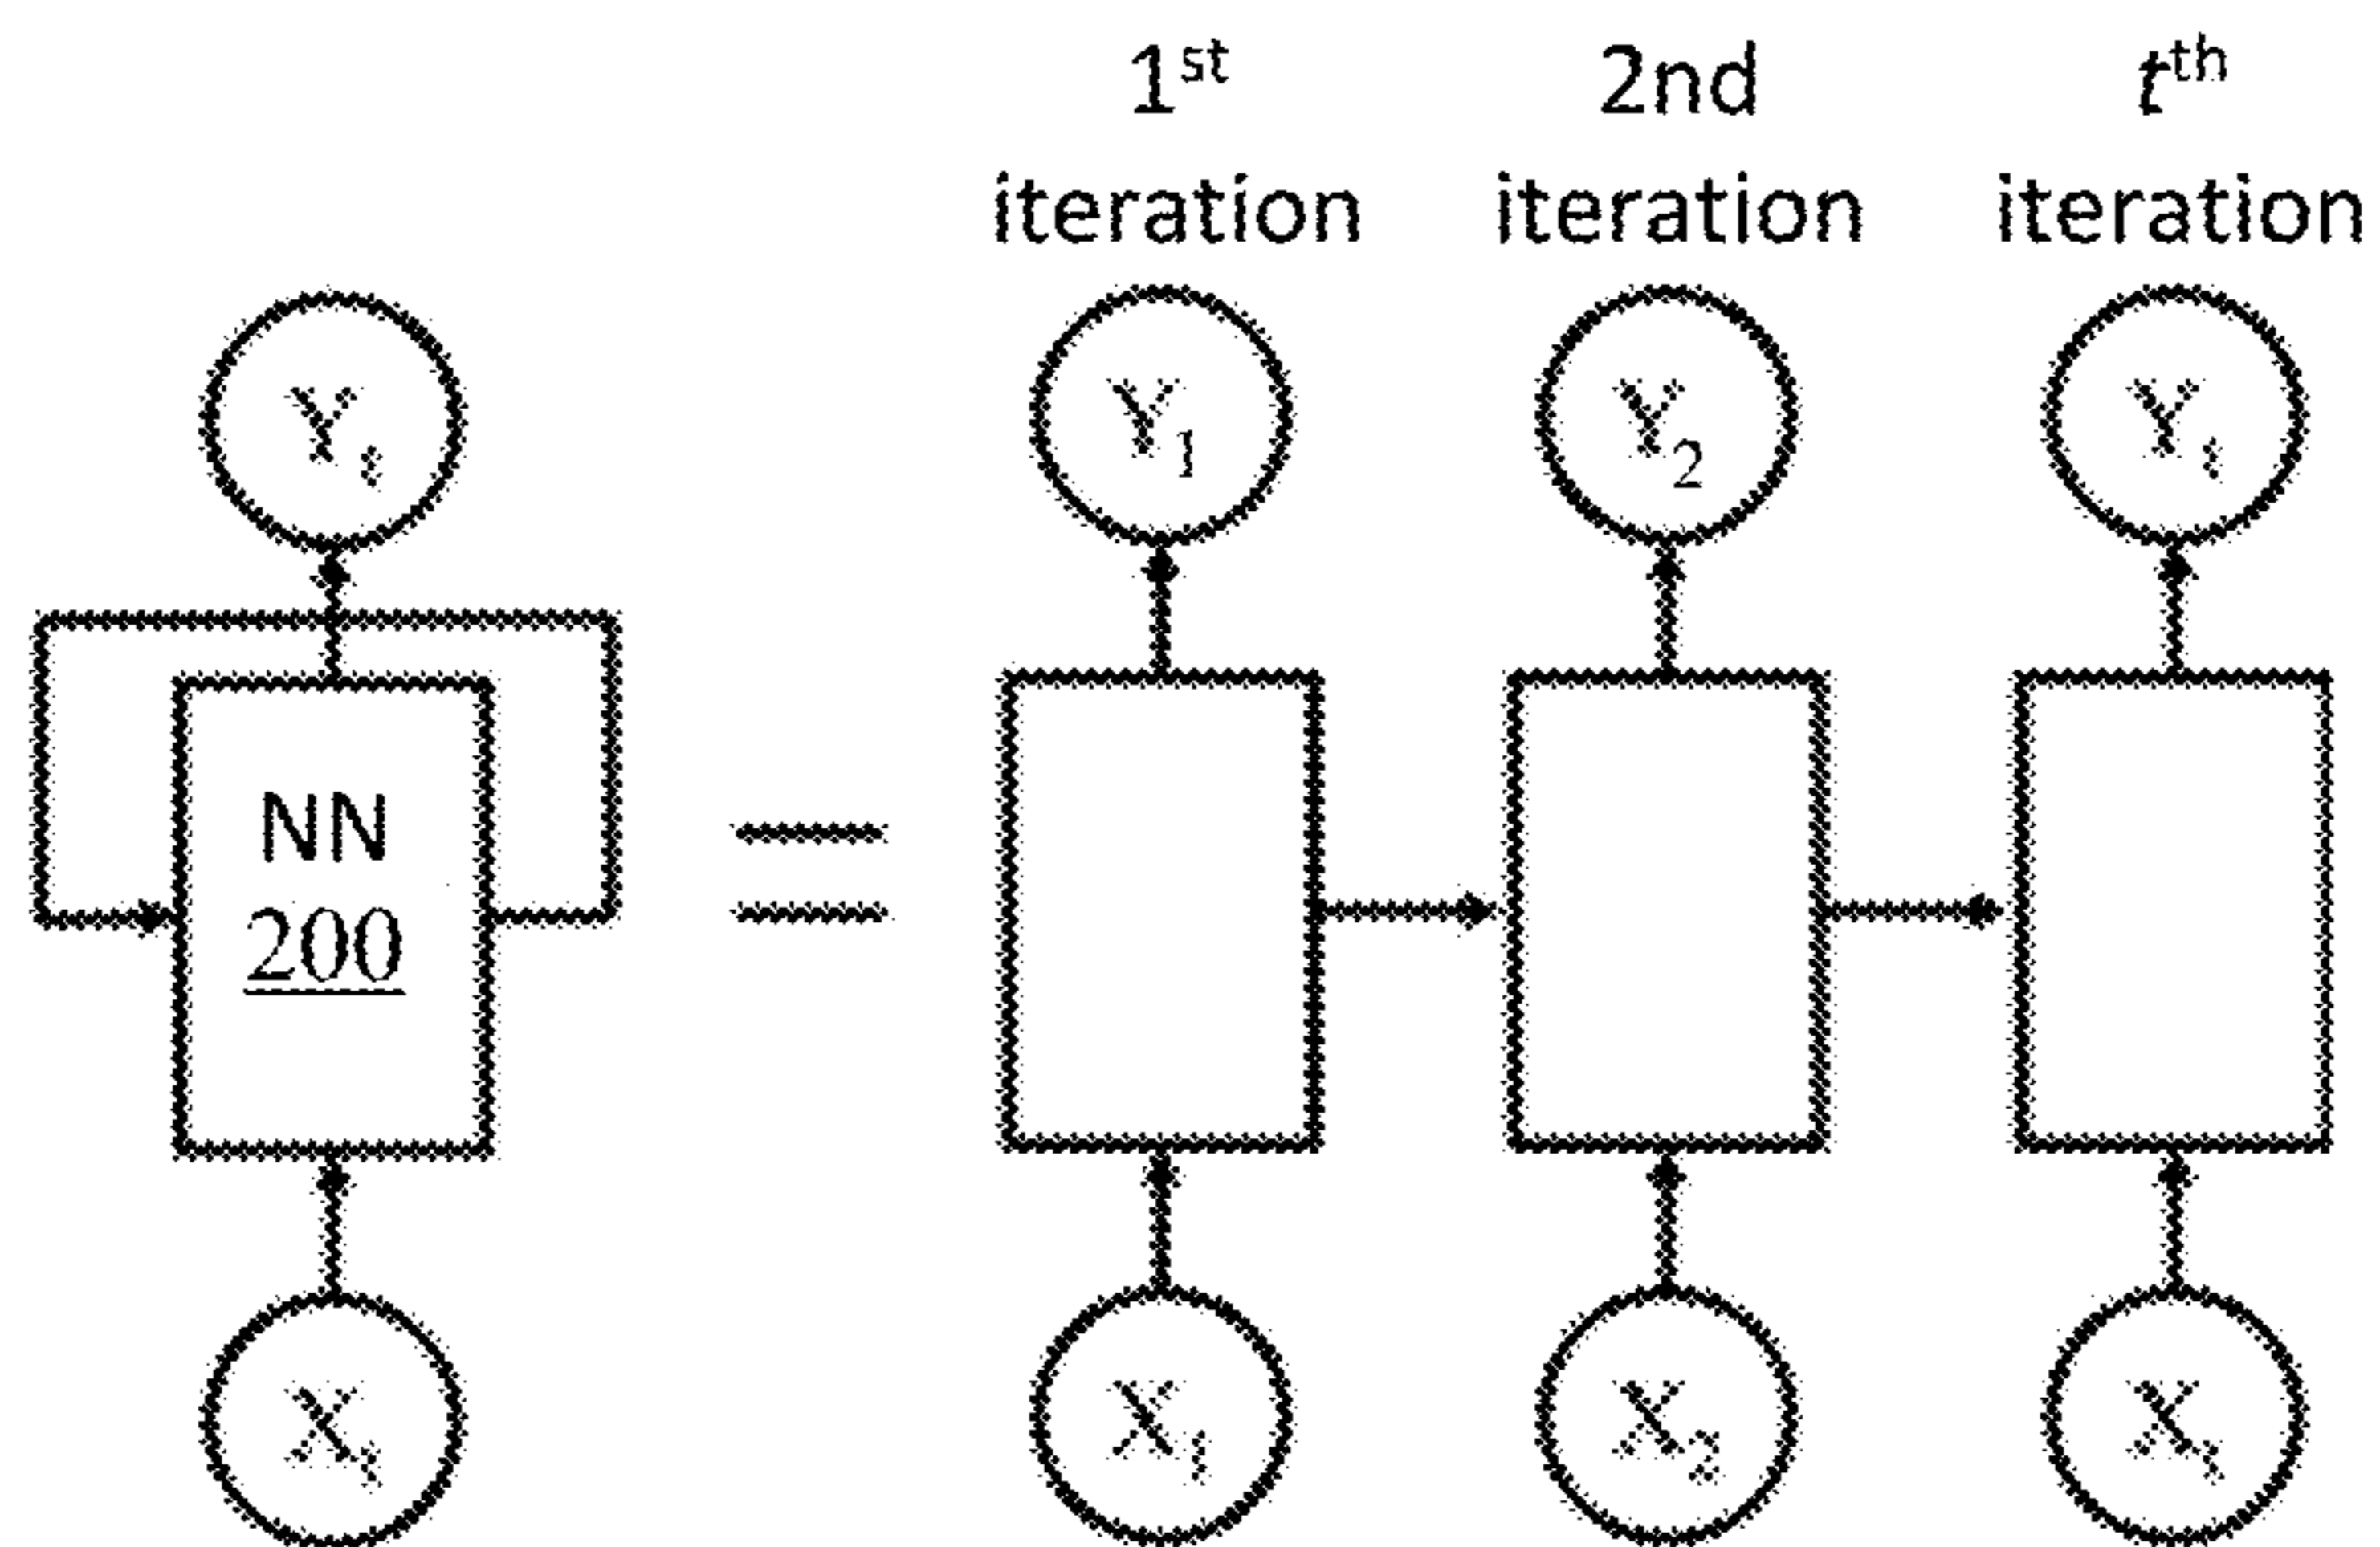 1st 2nd tth
iteration iteration iteration
Yt Y1 Y2 Yt
NN
200
=
Xt X1 X2 Xt